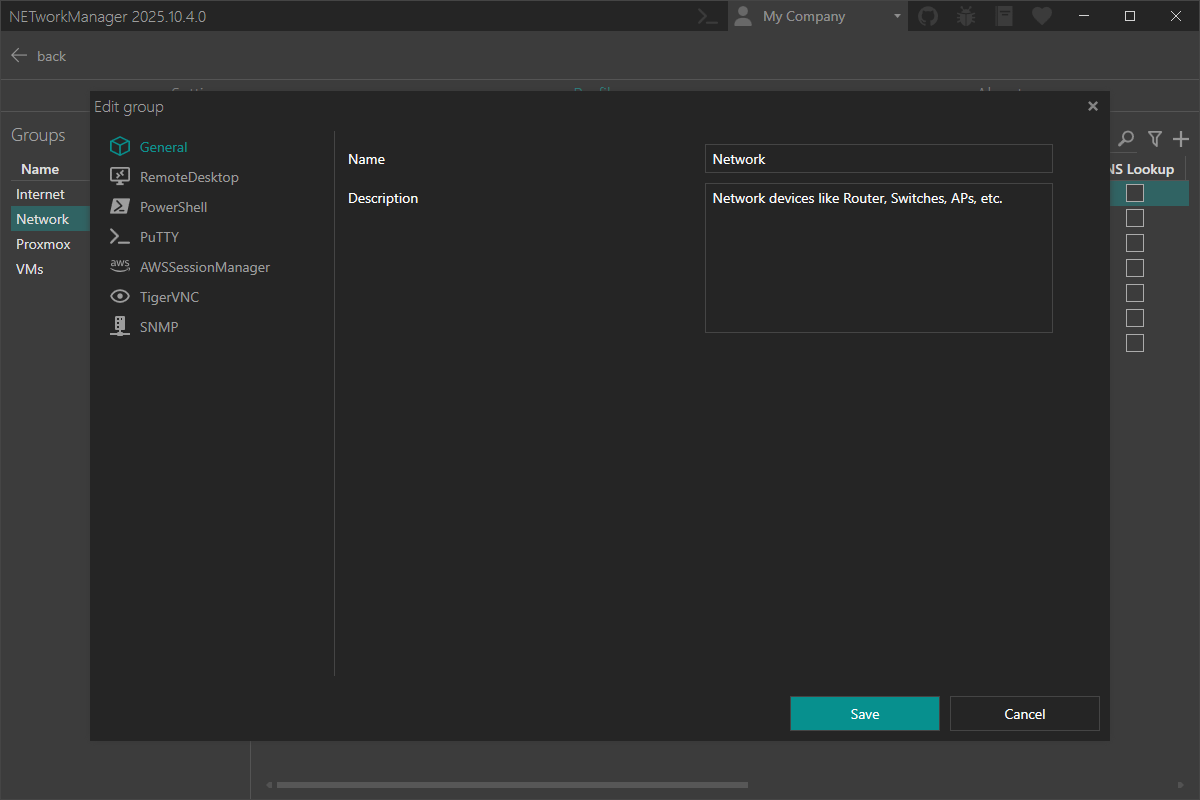 NETworkManager 2025.10.4.0
My Company
back
Edit group
Groups
Name
Internet
Network
Proxmox
VMs
General
RemoteDesktop
PowerShell
PuTTY
aws AWSSessionManager
TigerVNC
SNMP
Name
Network
Description
Network devices like Router, Switches, APs, etc.
NS Lookup
Save
Cancel